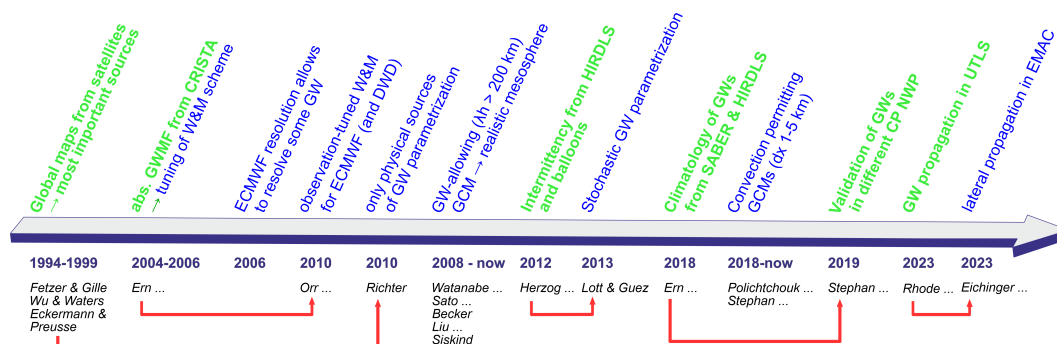 Global maps from satellites
→ most important sources
abs. GWMF from CRISTA
→ tuning of W&M scheme
ECMWF resolution allows
to resolve some GW
observation-tuned W&M
for ECMWF (and DWD)
only physical sources
of GW parametrization
GW-allowing (λh > 200 km)
GCM → realistic mesosphere
Intermittency from HIRDLS
and balloons
Stochastic GW parametrization
Climatology of GWs
from SABER & HIRDLS
Convection permitting
GCMs (dx 1-5 km)
Validation of GWs
in different CP NWP
GW propagation in UTLS
lateral propagation in EMAC
1994-1999
2004-2006
2006
2010
2010
2008 - now
2012
2013
2018
2018-now
2019
2023
2023
Fetzer & Gille
Wu & Waters
Eckermann &
Preusse
Ern ...
Orr ...
Richter
Watanabe ...
Sato ...
Becker
Liu ...
Siskind
Herzog ...
Lott & Guez
Ern ...
Polichtchouk ...
Stephan ...
Stephan ...
Rhode ...
Eichinger ...